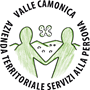 VALLE CAMONICA
AZIENDA TERRITORIALE SERVIZI ALLA PERSONA